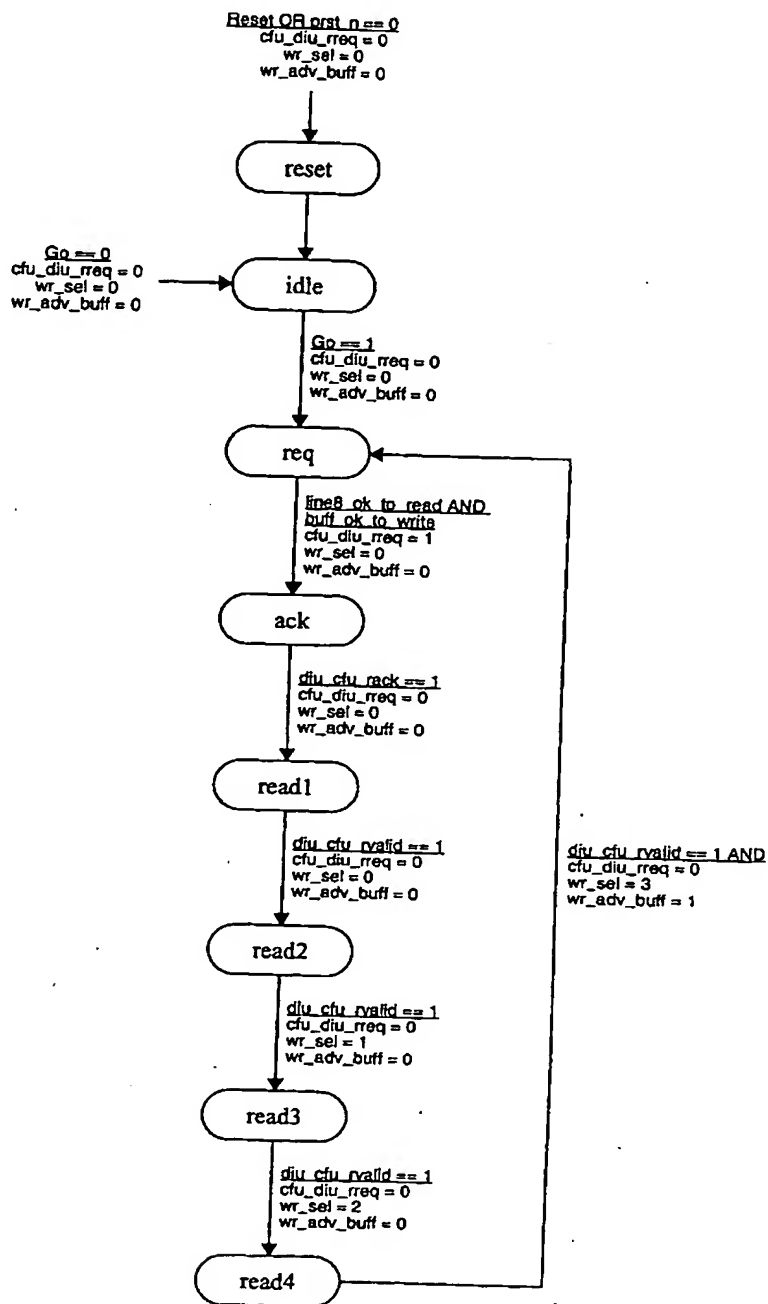 Reset OR prst_n == 0
cfu_diu_rreq = 0
wr_sel = 0
wr_adv_buff = 0
reset
Go == 0
cfu_diu_rreq = 0
wr_sel = 0
wr_adv_buff = 0
idle
Go == 1
cfu_diu_rreq = 0
wr_sel = 0
wr_adv_buff = 0
req
line8_ok_to_read AND
buff_ok_to_write
cfu_diu_rreq = 1
wr_sel = 0
wr_adv_buff = 0
ack
diu_cfu_rack == 1
cfu_diu_rreq = 0
wr_sel = 0
wr_adv_buff = 0
read1
diu_cfu_rvalid == 1
cfu_diu_rreq = 0
wr_sel = 0
wr_adv_buff = 0
diu_cfu_rvalid == 1 AND
cfu_diu_rreq = 0
wr_sel = 3
wr_adv_buff = 1
read2
diu_cfu_rvalid == 1
cfu_diu_rreq = 0
wr_sel = 1
wr_adv_buff = 0
read3
diu_cfu_rvalid == 1
cfu_diu_rreq = 0
wr_sel = 2
wr_adv_buff = 0
read4